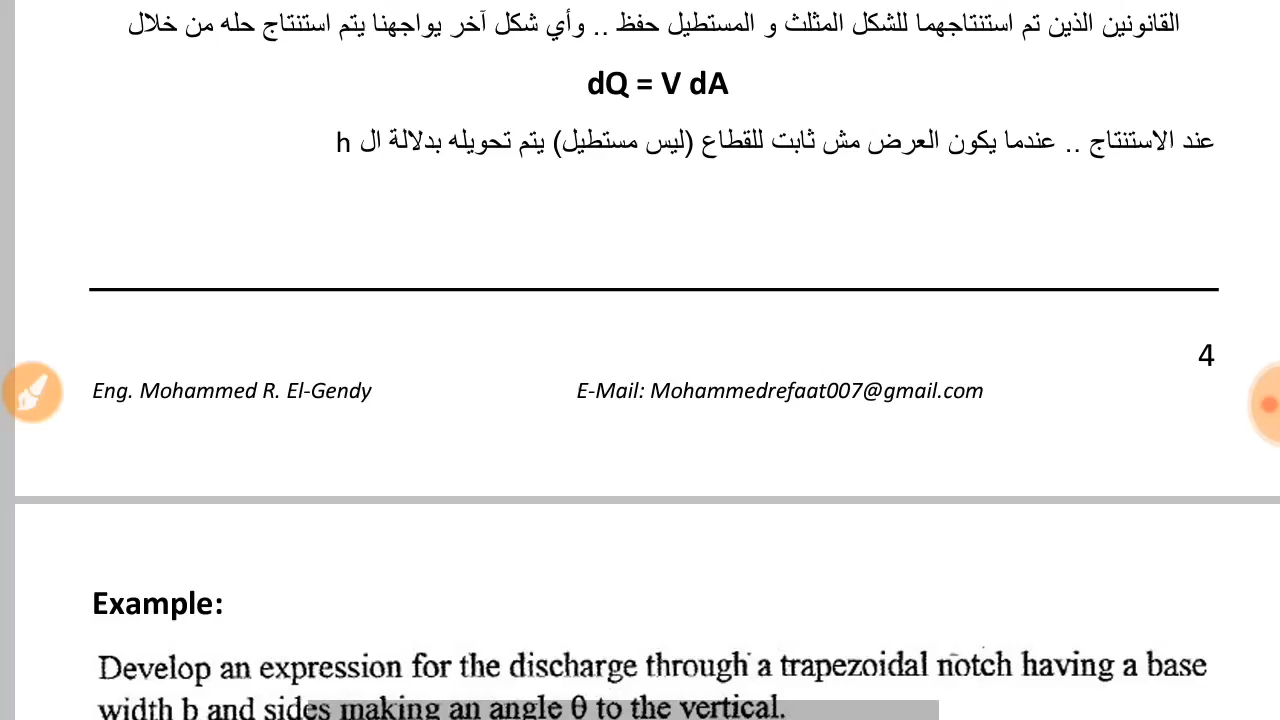 القانونين الذين تم استنتاجهما للشكل المثلث و المستطيل حفظ .. وأي شكل آخر يواجهنا يتم استنتاج حله من خلال
dQ = V dA
عند الاستنتاج .. عندما يكون العرض مش ثابت للقطاع (ليس مستطيل) يتم تحويله بدلالة ال h
4
Eng. Mohammed R. El-Gendy E-Mail: Mohammedrefaat007@gmail.com
Example:
Develop an expression for the discharge through a trapezoidal notch having a base
width b and sides making an angle θ to the vertical.